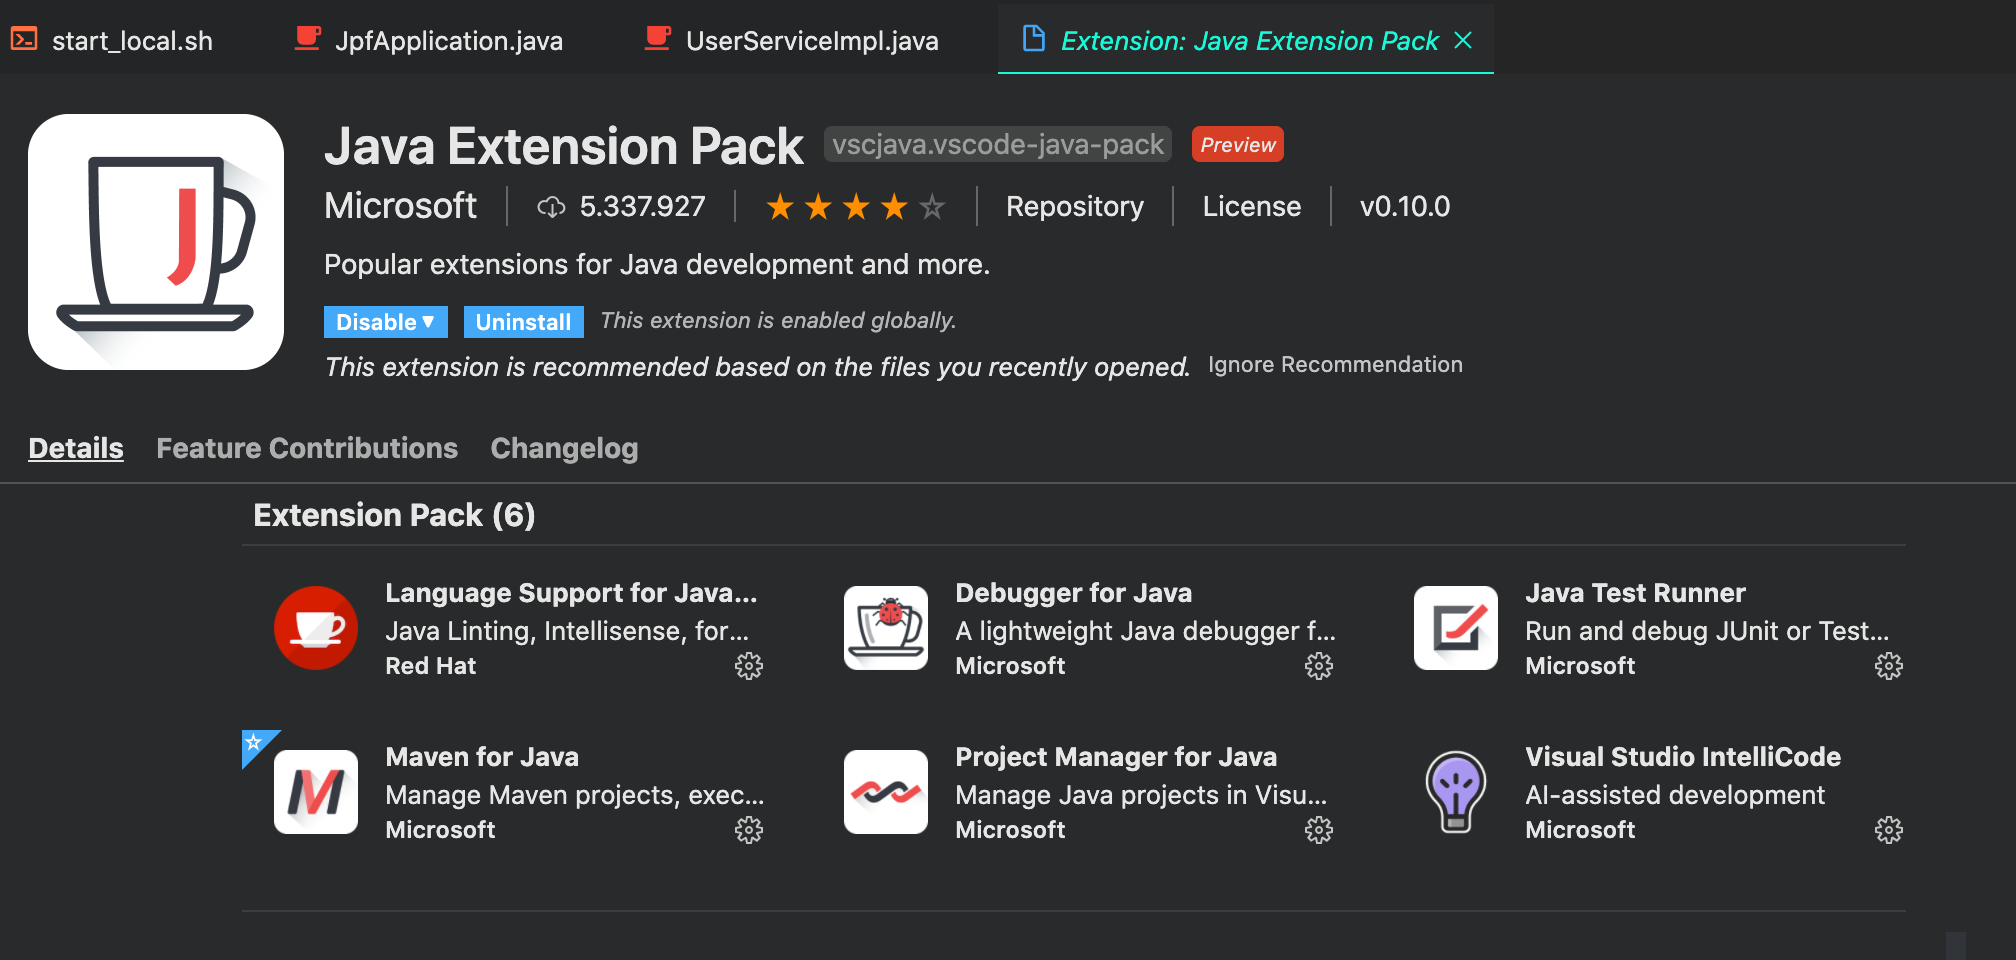 start_local.sh JpfApplication.java UserServiceImpl.java Extension: Java Extension Pack
Java Extension Pack vscjava.vscode-java-pack Preview
Microsoft 5.337.927 Repository License v0.10.0
Popular extensions for Java development and more.
Disable Uninstall This extension is enabled globally.
This extension is recommended based on the files you recently opened. Ignore Recommendation
Details Feature Contributions Changelog
Extension Pack (6)
Language Support for Java...
Java Linting, Intellisense, for...
Red Hat
Debugger for Java
A lightweight Java debugger f...
Microsoft
Java Test Runner
Run and debug JUnit or Test...
Microsoft
Maven for Java
Manage Maven projects, exec...
Microsoft
Project Manager for Java
Manage Java projects in Visu...
Microsoft
Visual Studio IntelliCode
AI-assisted development
Microsoft